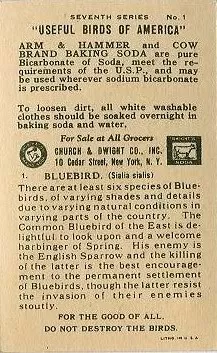 SEVENTH SERIES No. 1
"USEFUL BIRDS OF AMERICA"
ARM & HAMMER and COW
BRAND BAKING SODA are pure
Bicarbonate of Soda, meet the re-
quirements of the U.S.P., and may
be used wherever sodium bicarbonate
is prescribed.
To loosen dirt, all white washable
clothes should be soaked overnight in
baking soda and water.
For Sale at All Grocers
CHURCH & DWIGHT CO., INC.
10 Cedar Street, New York, N. Y.
1. BLUEBIRD. (Sialia sialis)
There are at least six species of Blue-
birds, of varying shades and details
due to varying natural conditions in
varying parts of the country. The
Common Bluebird of the East is de-
lightful to look upon and a welcome
harbinger of Spring. His enemy is
the English Sparrow and the killing
of the latter is the best encourage-
ment to the permanent settlement of
Bluebirds, though the latter resist
the invasion of their enemies
stoutly.
FOR THE GOOD OF ALL,
DO NOT DESTROY THE BIRDS.
LITHO. IN U.S.A.